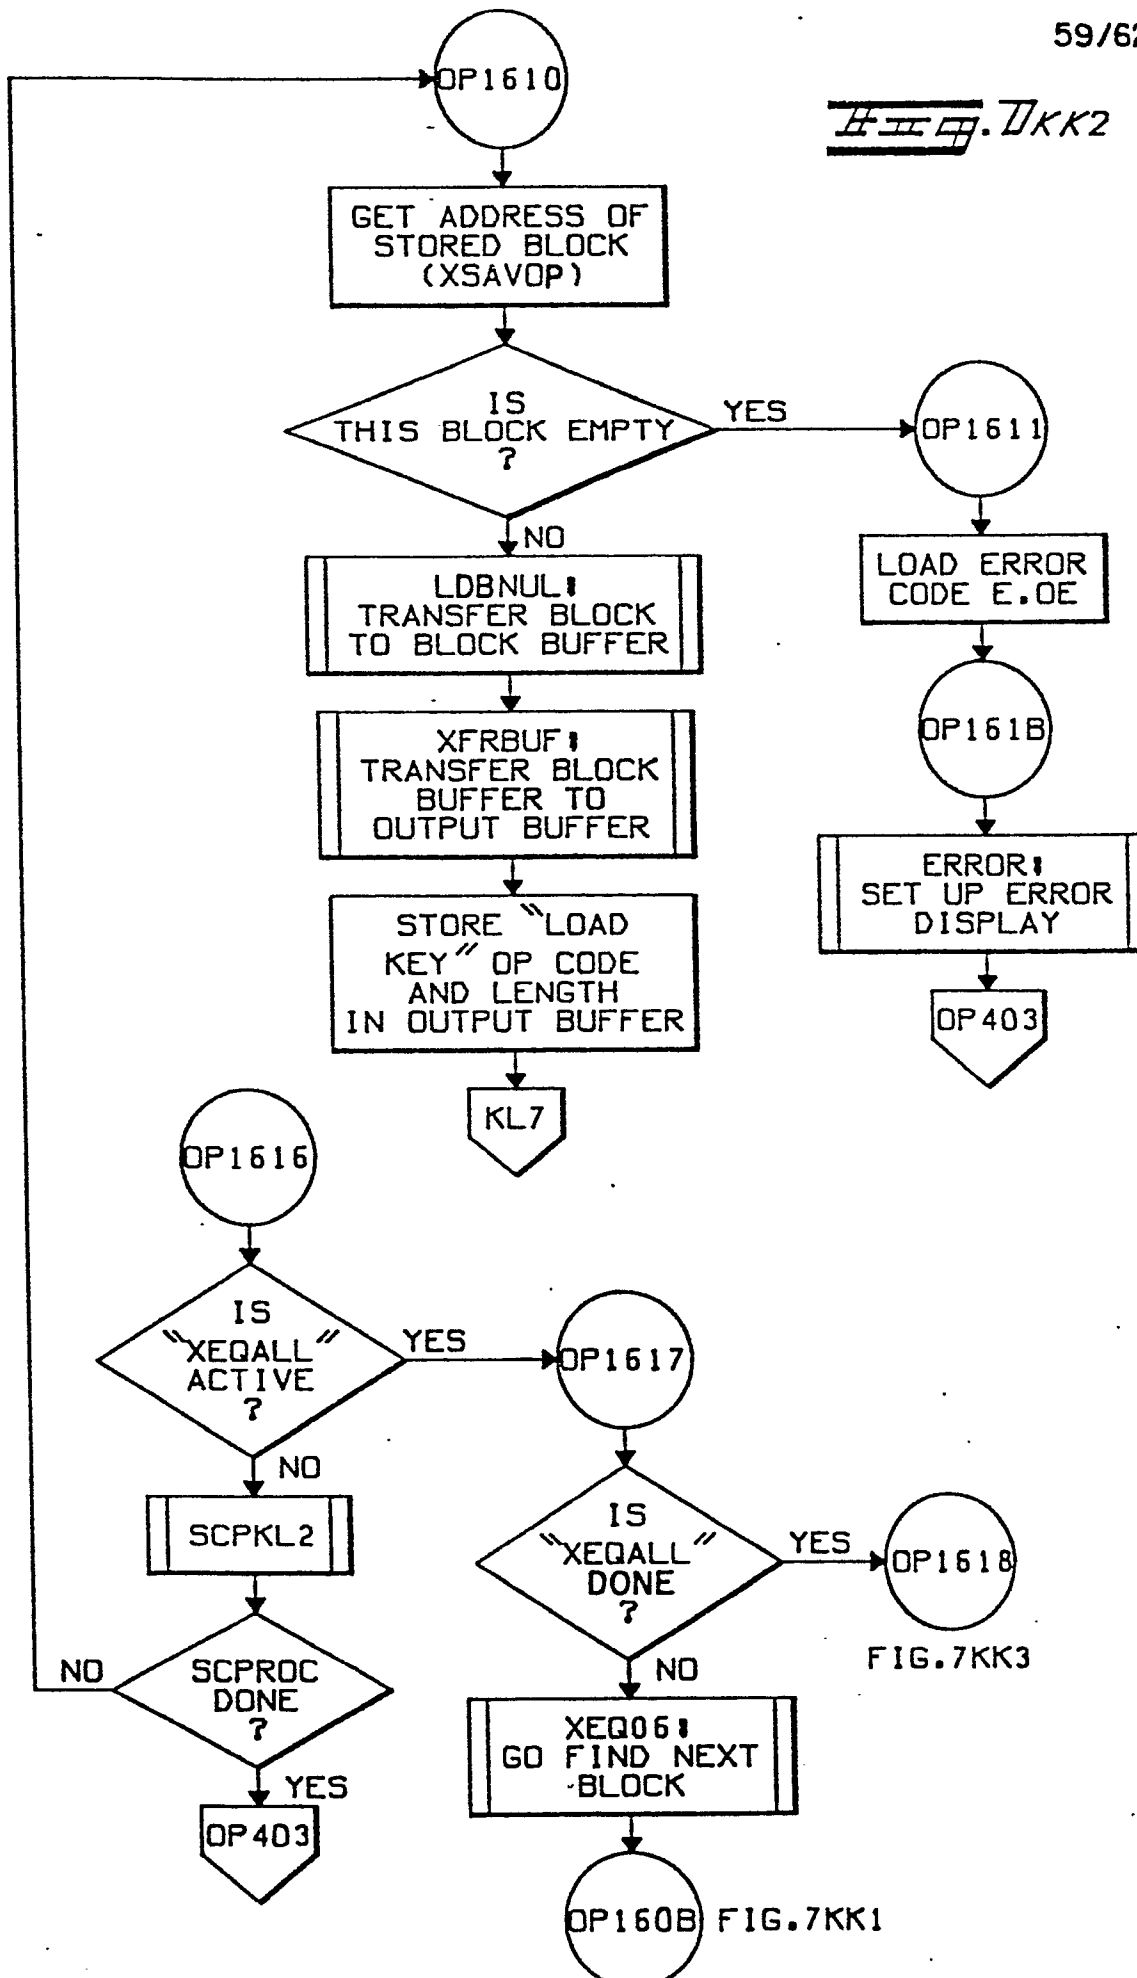 59/62
Fig. 7KK2
OP1610
GET ADDRESS OF
STORED BLOCK
(XSAVOP)
IS
THIS BLOCK EMPTY
?
YES
OP1611
NO
LOAD ERROR
CODE E.OE
LDBNUL:
TRANSFER BLOCK
TO BLOCK BUFFER
OP161B
XFRBUF:
TRANSFER BLOCK
BUFFER TO
OUTPUT BUFFER
ERROR:
SET UP ERROR
DISPLAY
STORE "LOAD
KEY" OP CODE
AND LENGTH
IN OUTPUT BUFFER
OP403
KL7
OP1616
IS
"XEQALL"
ACTIVE
?
YES
OP1617
NO
SCPKL2
IS
"XEQALL"
DONE
?
YES
OP1618
FIG.7KK3
NO
SCPROC
DONE
?
NO
XEQ06:
GO FIND NEXT
BLOCK
YES
OP403
OP160B
FIG.7KK1